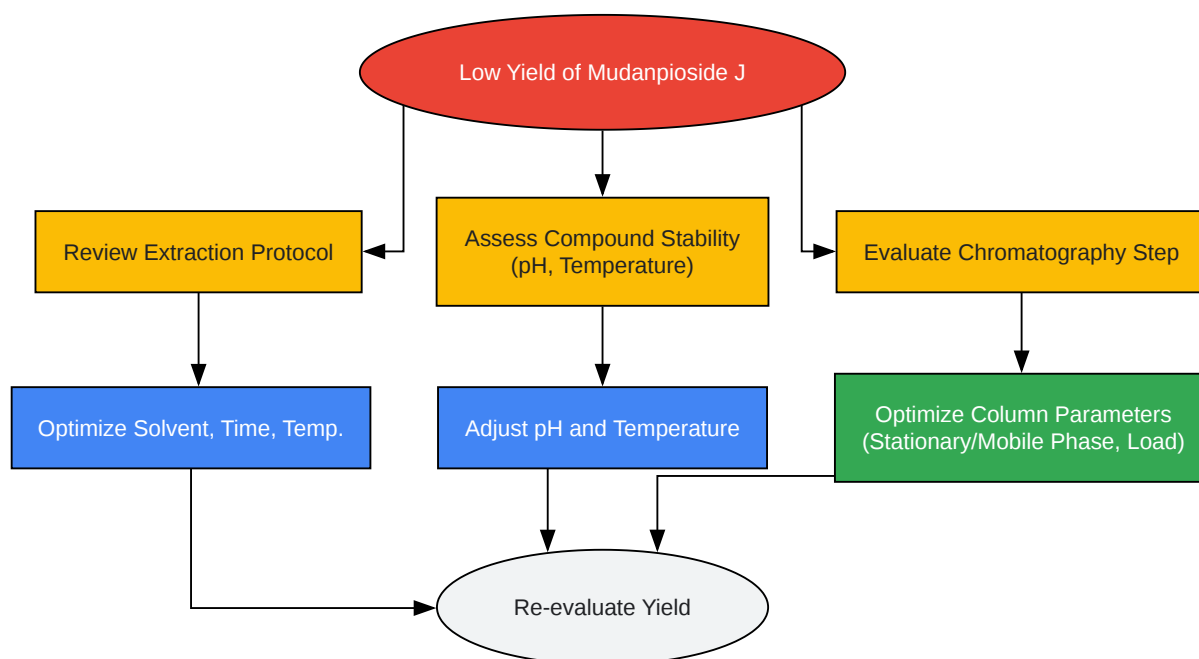 Low Yield of Mudanpioside J
Review Extraction Protocol
Assess Compound Stability
(pH, Temperature)
Evaluate Chromatography Step
Optimize Solvent, Time, Temp.
Adjust pH and Temperature
Optimize Column Parameters
(Stationary/Mobile Phase, Load)
Re-evaluate Yield